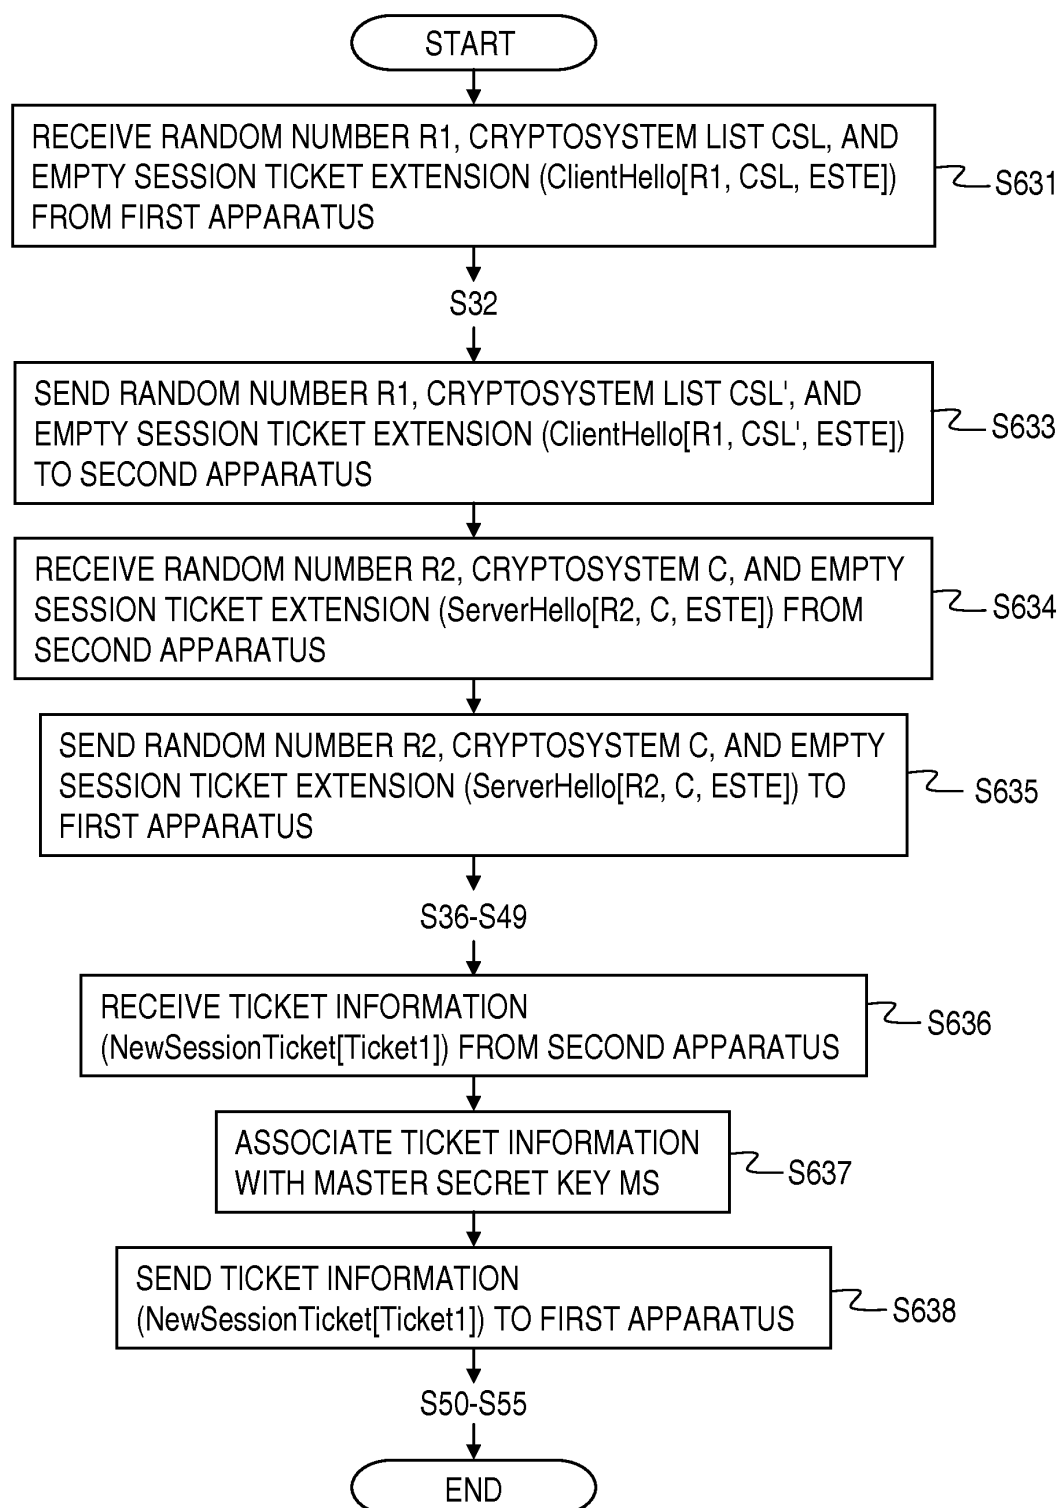 START
RECEIVE RANDOM NUMBER R1, CRYPTOSYSTEM LIST CSL, AND
EMPTY SESSION TICKET EXTENSION (ClientHello[R1, CSL, ESTE])
FROM FIRST APPARATUS
S631
S32
SEND RANDOM NUMBER R1, CRYPTOSYSTEM LIST CSL', AND
EMPTY SESSION TICKET EXTENSION (ClientHello[R1, CSL', ESTE])
TO SECOND APPARATUS
S633
RECEIVE RANDOM NUMBER R2, CRYPTOSYSTEM C, AND EMPTY
SESSION TICKET EXTENSION (ServerHello[R2, C, ESTE]) FROM
SECOND APPARATUS
S634
SEND RANDOM NUMBER R2, CRYPTOSYSTEM C, AND EMPTY
SESSION TICKET EXTENSION (ServerHello[R2, C, ESTE]) TO
FIRST APPARATUS
S635
S36-S49
RECEIVE TICKET INFORMATION
(NewSessionTicket[Ticket1]) FROM SECOND APPARATUS
S636
ASSOCIATE TICKET INFORMATION
WITH MASTER SECRET KEY MS
S637
SEND TICKET INFORMATION
(NewSessionTicket[Ticket1]) TO FIRST APPARATUS
S638
S50-S55
END